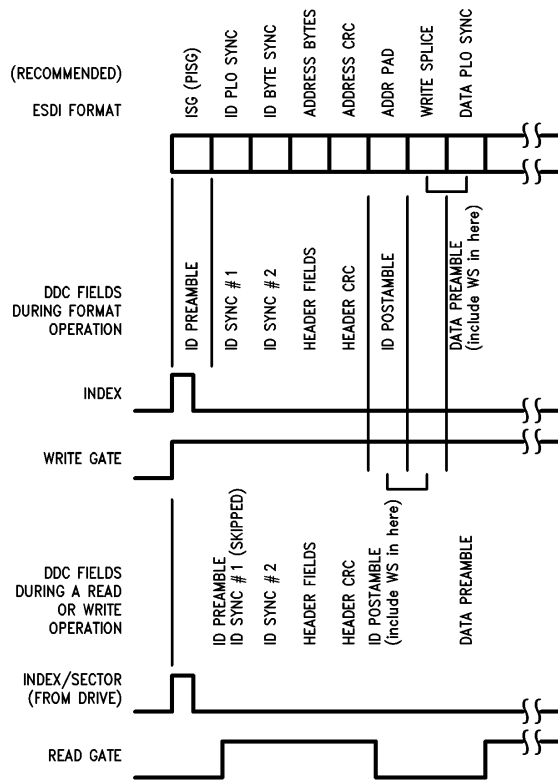 (RECOMMENDED)
ESDI FORMAT
ISG (PISG)
ID PLO SYNC
ID BYTE SYNC
ADDRESS BYTES
ADDRESS CRC
ADDR PAD
WRITE SPLICE
DATA PLO SYNC
DDC FIELDS
DURING FORMAT
OPERATION
ID PREAMBLE
ID SYNC #1
ID SYNC #2
HEADER FIELDS
HEADER CRC
ID POSTAMBLE
DATA PREAMBLE
(include WS in here)
INDEX
WRITE GATE
DDC FIELDS
DURING A READ
OR WRITE
OPERATION
ID PREAMBLE
ID SYNC #1 (SKIPPED)
ID SYNC #2
HEADER FIELDS
HEADER CRC
ID POSTAMBLE
(include WS in here)
DATA PREAMBLE
INDEX/SECTOR
(FROM DRIVE)
READ GATE